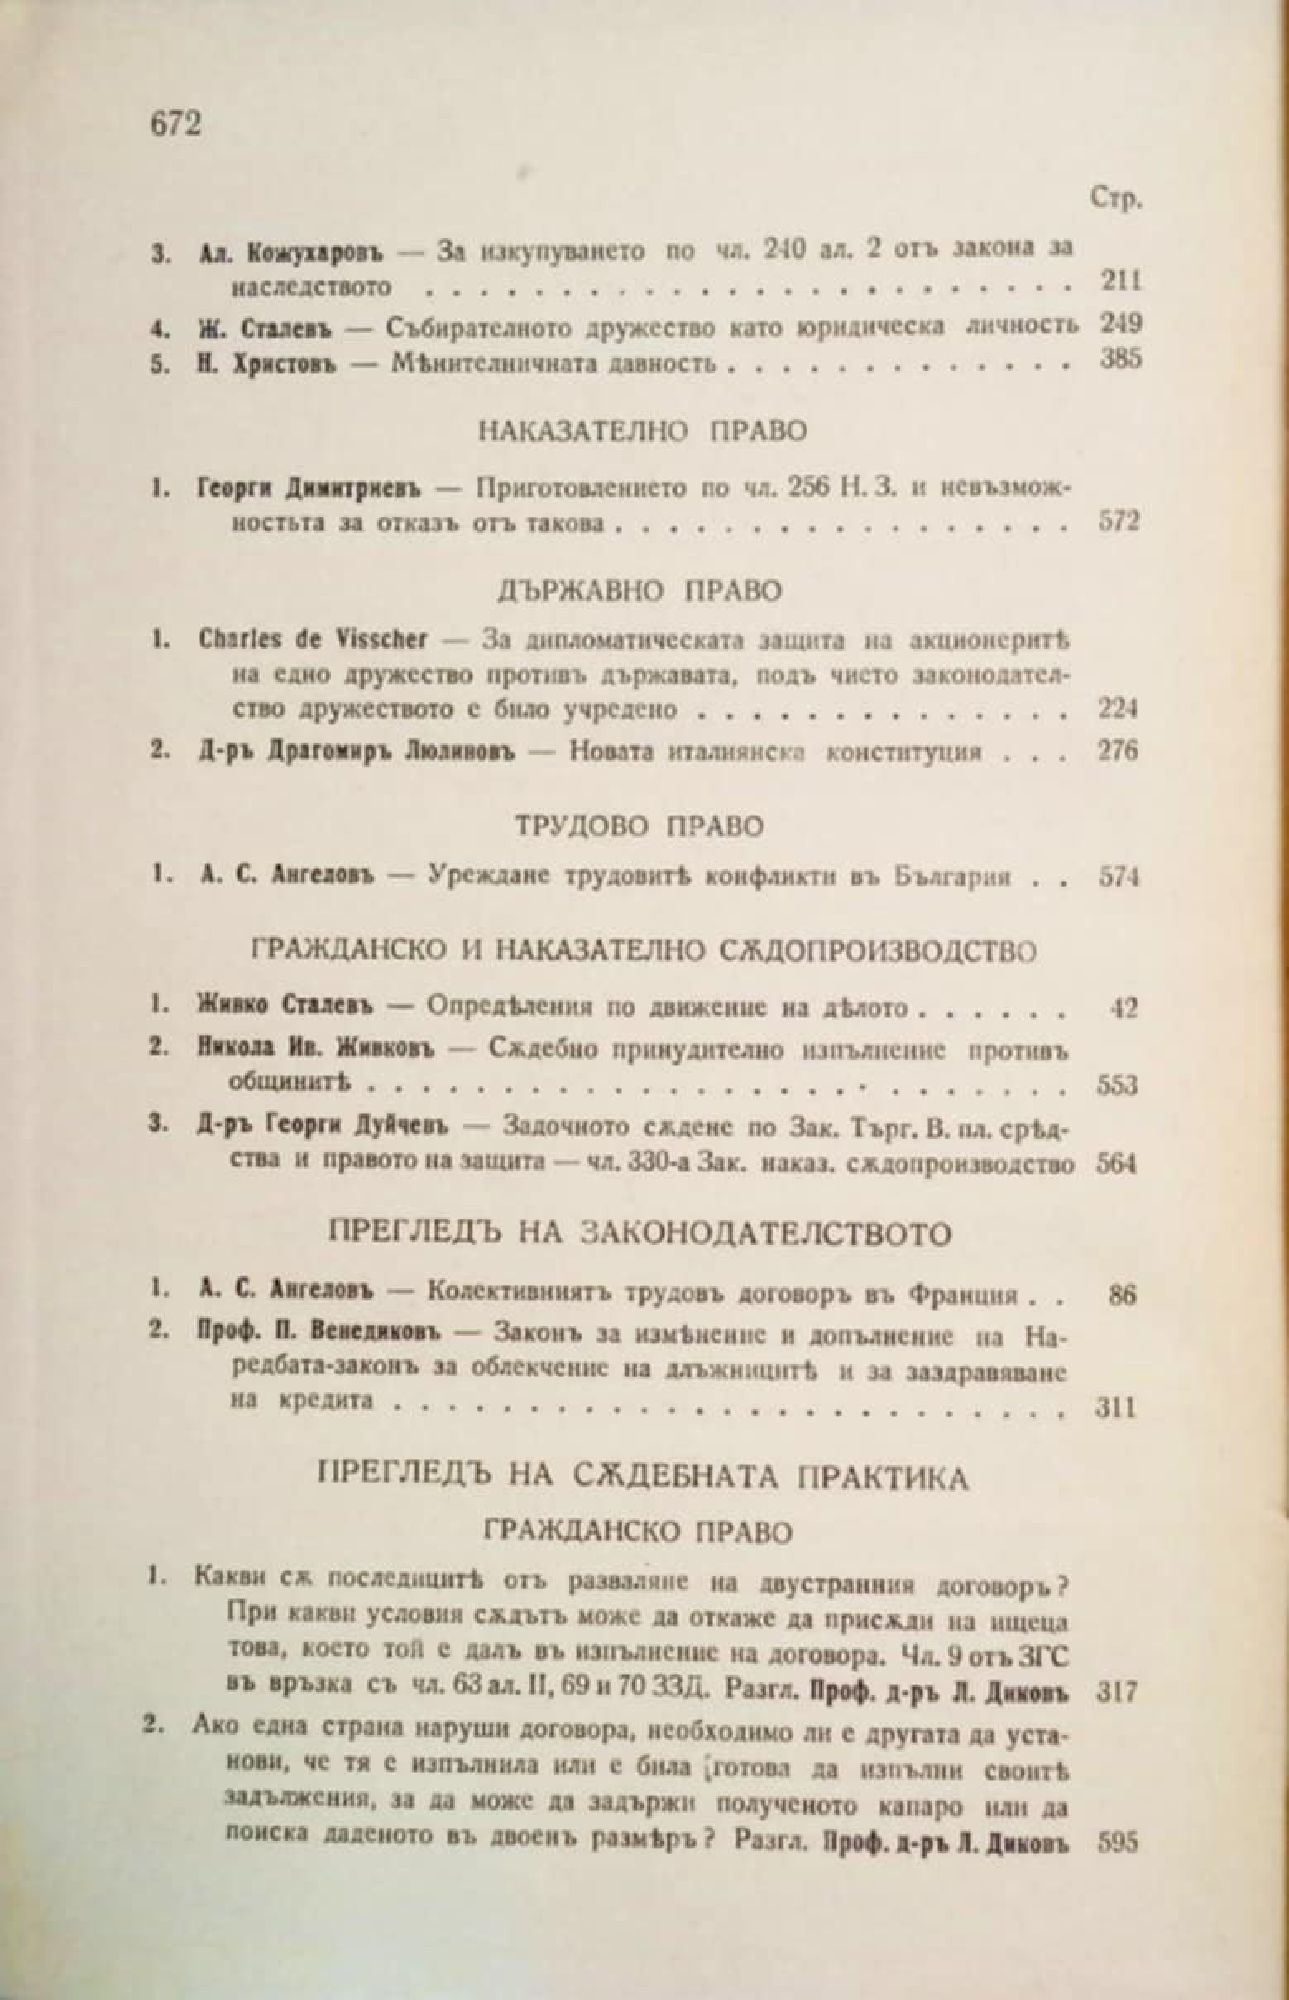 672
Стр.
3. Ал. Кожухаровъ — За изкупуването по чл. 240 ал. 2 отъ закона за
наследството . . . . . . . . . . . . . . . . . . . . . . . . 211
4. Ж. Сталевъ — Събирателното дружество като юридическа личность 249
5. Н. Христовъ — Мѣнителничната давность . . . . . . . . . . . . . 385
НАКАЗАТЕЛНО ПРАВО
1. Георги Димитриевъ — Приготовлението по чл. 256 Н. З. и невъзмож-
ностьта за отказъ отъ такова . . . . . . . . . . . . . . . . . 572
ДЪРЖАВНО ПРАВО
1. Charles de Visscher — За дипломатическата защита на акционеритѣ
на едно дружество противъ държавата, подъ чието законодател-
ство дружеството е било учредено . . . . . . . . . . . . . . 224
2. Д-ръ Драгомиръ Люлиновъ — Новата италиянска конституция . . . 276
ТРУДОВО ПРАВО
1. А. С. Ангеловъ — Уреждане трудовитѣ конфликти въ България . . 574
ГРАЖДАНСКО И НАКАЗАТЕЛНО СѪДОПРОИЗВОДСТВО
1. Живко Сталевъ — Опредѣления по движение на дѣлото . . . . . . 42
2. Никола Ив. Живковъ — Сѫдебно принудително изпълнение противъ
общинитѣ . . . . . . . . . . . . . . . . . . . . . . . . . . 553
3. Д-ръ Георги Дуйчевъ — Задочното сѫдене по Зак. Търг. В. пл. срѣд-
ства и правото на защита — чл. 330-а Зак. наказ. сѫдопроизводство 564
ПРЕГЛЕДЪ НА ЗАКОНОДАТЕЛСТВОТО
1. А. С. Ангеловъ — Колективниятъ трудовъ договоръ въ Франция . . 86
2. Проф. П. Венедиковъ — Законъ за измѣнение и допълнение на На-
редбата-законъ за облекчение на длъжницитѣ и за заздравяване
на кредита . . . . . . . . . . . . . . . . . . . . . . . . . 311
ПРЕГЛЕДЪ НА СѪДЕБНАТА ПРАКТИКА
ГРАЖДАНСКО ПРАВО
1. Какви сѫ последицитѣ отъ разваляне на двустранния договоръ?
При какви условия сѫдътъ може да откаже да присѫди на ищеца
това, което той е далъ въ изпълнение на договора. Чл. 9 отъ ЗГС
въ връзка съ чл. 63 ал. II, 69 и 70 ЗЗД. Разгл. Проф. д-ръ Л. Диковъ 317
2. Ако една страна наруши договора, необходимо ли е другата да уста-
нови, че тя е изпълнила или е била готова да изпълни своитѣ
задължения, за да може да задържи полученото капаро или да
поиска даденото въ двоенъ размѣръ? Разгл. Проф. д-ръ Л. Диковъ 595